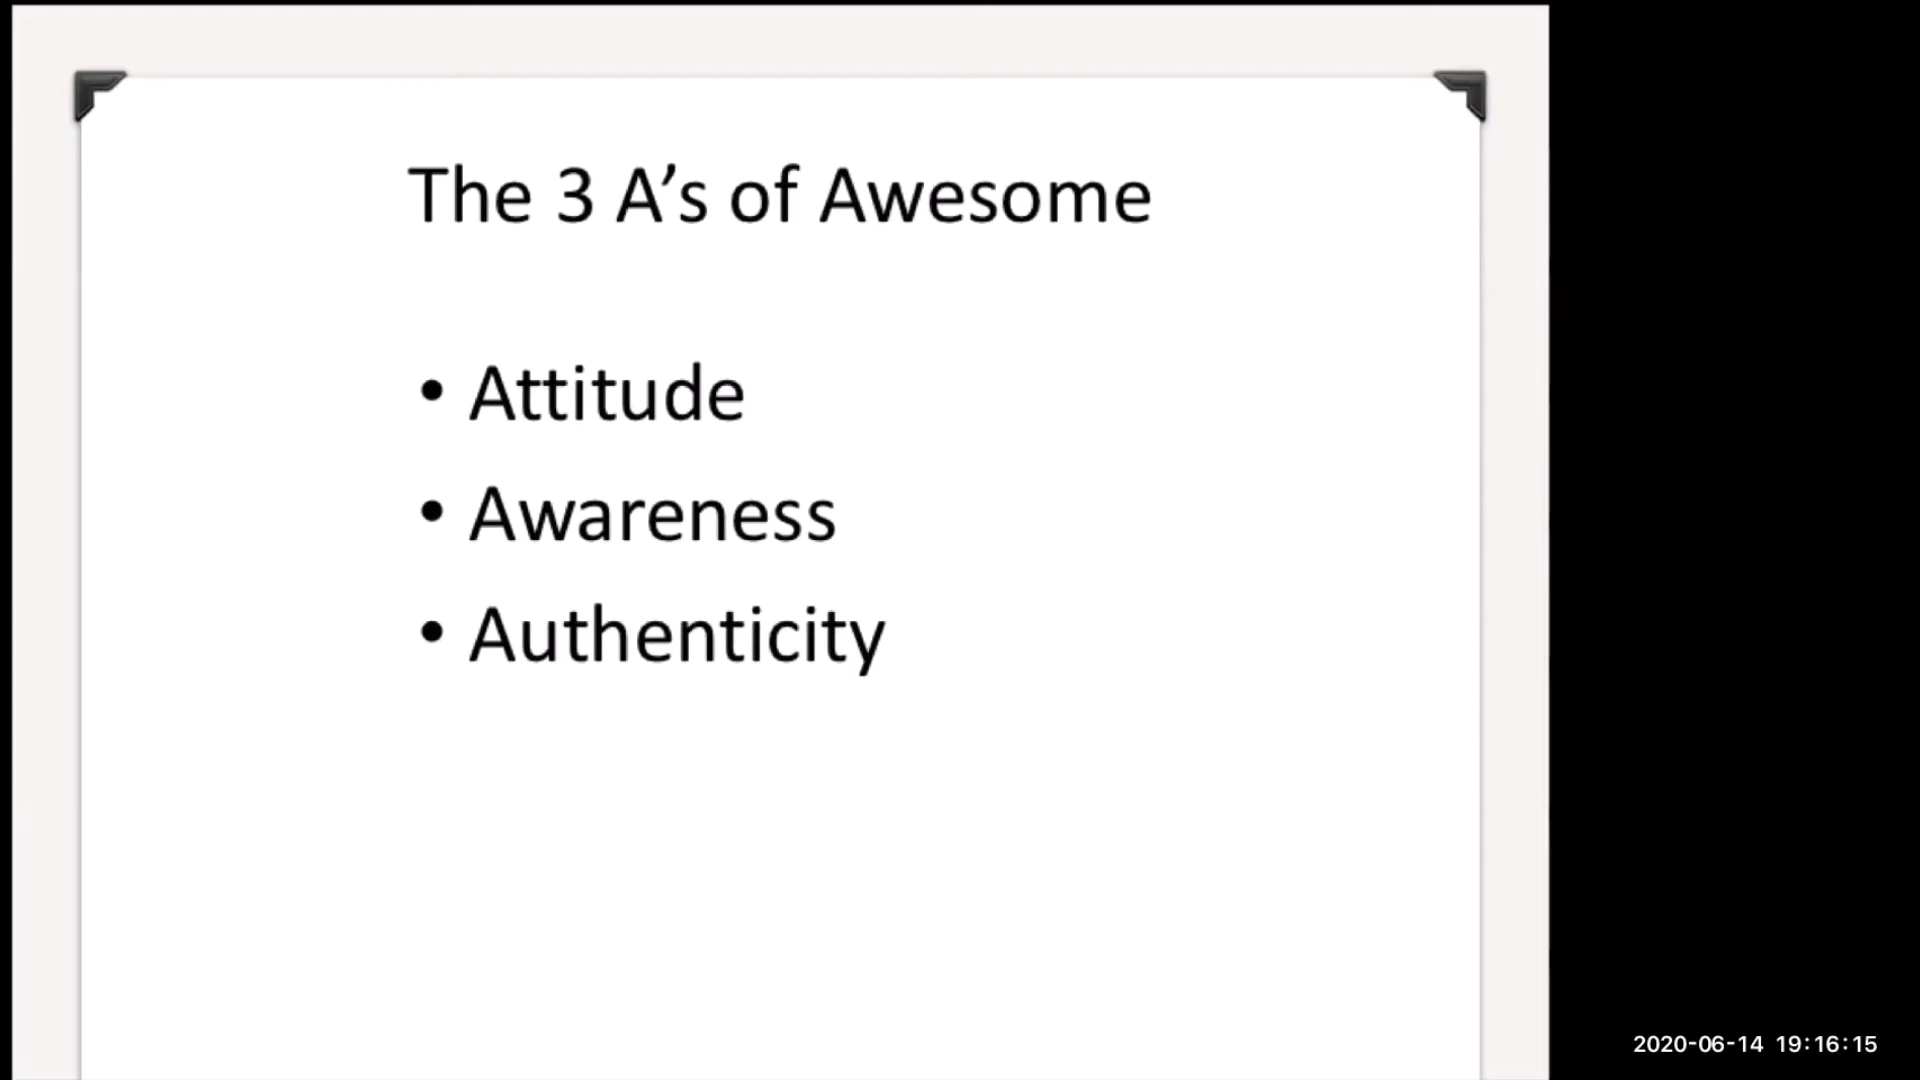 The 3 A’s of Awesome
• Attitude
• Awareness
• Authenticity
2020-06-14 19:16:15